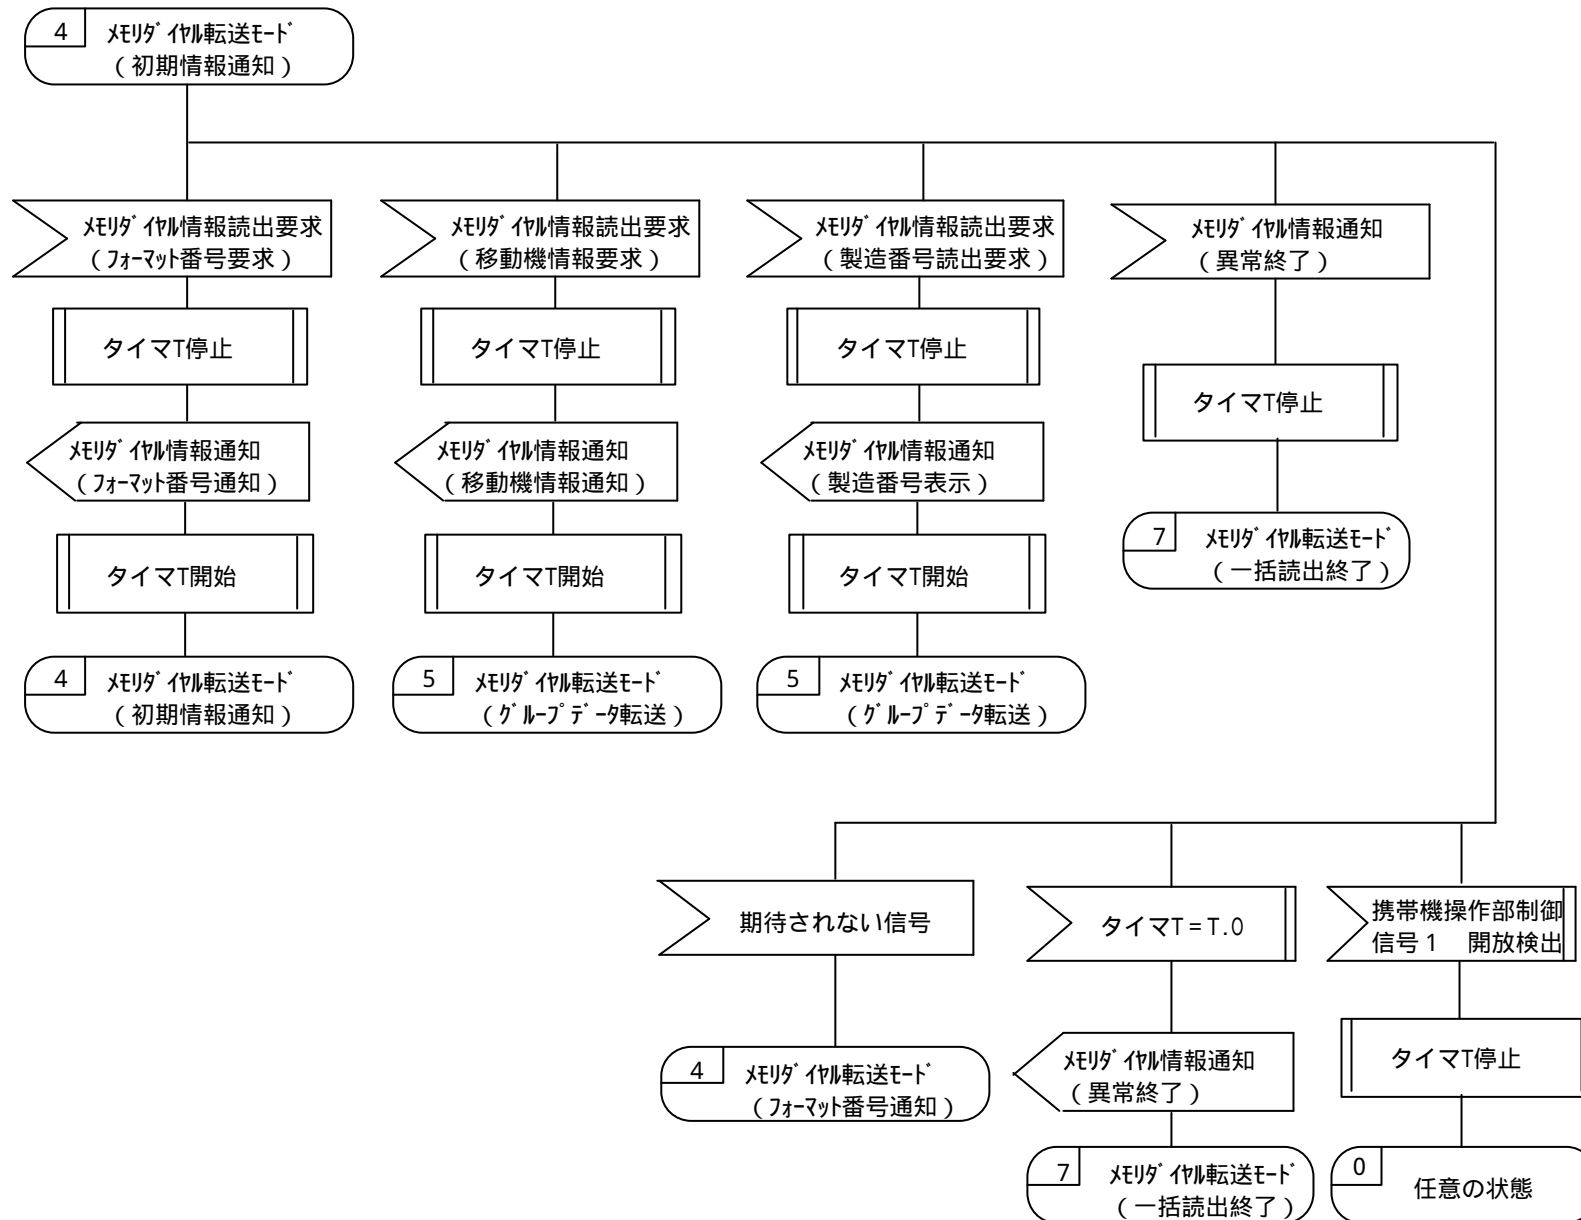 4
ﾒﾓﾘﾀﾞｲﾔﾙ転送ﾓｰﾄﾞ
(初期情報通知)
ﾒﾓﾘﾀﾞｲﾔﾙ情報読出要求
(ﾌｫｰﾏｯﾄ番号要求)
タイマT停止
ﾒﾓﾘﾀﾞｲﾔﾙ情報通知
(ﾌｫｰﾏｯﾄ番号通知)
タイマT開始
4
ﾒﾓﾘﾀﾞｲﾔﾙ転送ﾓｰﾄﾞ
(初期情報通知)
ﾒﾓﾘﾀﾞｲﾔﾙ情報読出要求
(移動機情報要求)
タイマT停止
ﾒﾓﾘﾀﾞｲﾔﾙ情報通知
(移動機情報通知)
タイマT開始
5
ﾒﾓﾘﾀﾞｲﾔﾙ転送ﾓｰﾄﾞ
(ｸﾞﾙｰﾌﾟﾃﾞｰﾀ転送)
ﾒﾓﾘﾀﾞｲﾔﾙ情報読出要求
(製造番号読出要求)
タイマT停止
ﾒﾓﾘﾀﾞｲﾔﾙ情報通知
(製造番号表示)
タイマT開始
5
ﾒﾓﾘﾀﾞｲﾔﾙ転送ﾓｰﾄﾞ
(ｸﾞﾙｰﾌﾟﾃﾞｰﾀ転送)
ﾒﾓﾘﾀﾞｲﾔﾙ情報通知
(異常終了)
タイマT停止
7
ﾒﾓﾘﾀﾞｲﾔﾙ転送ﾓｰﾄﾞ
(一括読出終了)
期待されない信号
4
ﾒﾓﾘﾀﾞｲﾔﾙ転送ﾓｰﾄﾞ
(ﾌｫｰﾏｯﾄ番号通知)
タイマT=T.O
ﾒﾓﾘﾀﾞｲﾔﾙ情報通知
(異常終了)
7
ﾒﾓﾘﾀﾞｲﾔﾙ転送ﾓｰﾄﾞ
(一括読出終了)
携帯機操作部制御
信号1　開放検出
タイマT停止
0
任意の状態